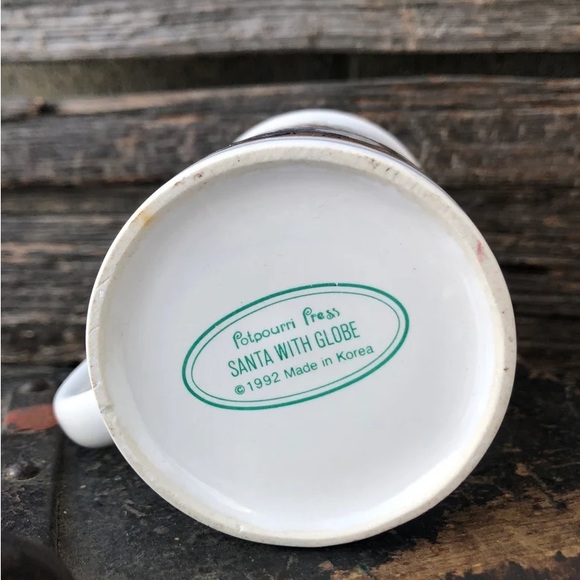 Potpourri Press
SANTA WITH GLOBE
©1992 Made in Korea